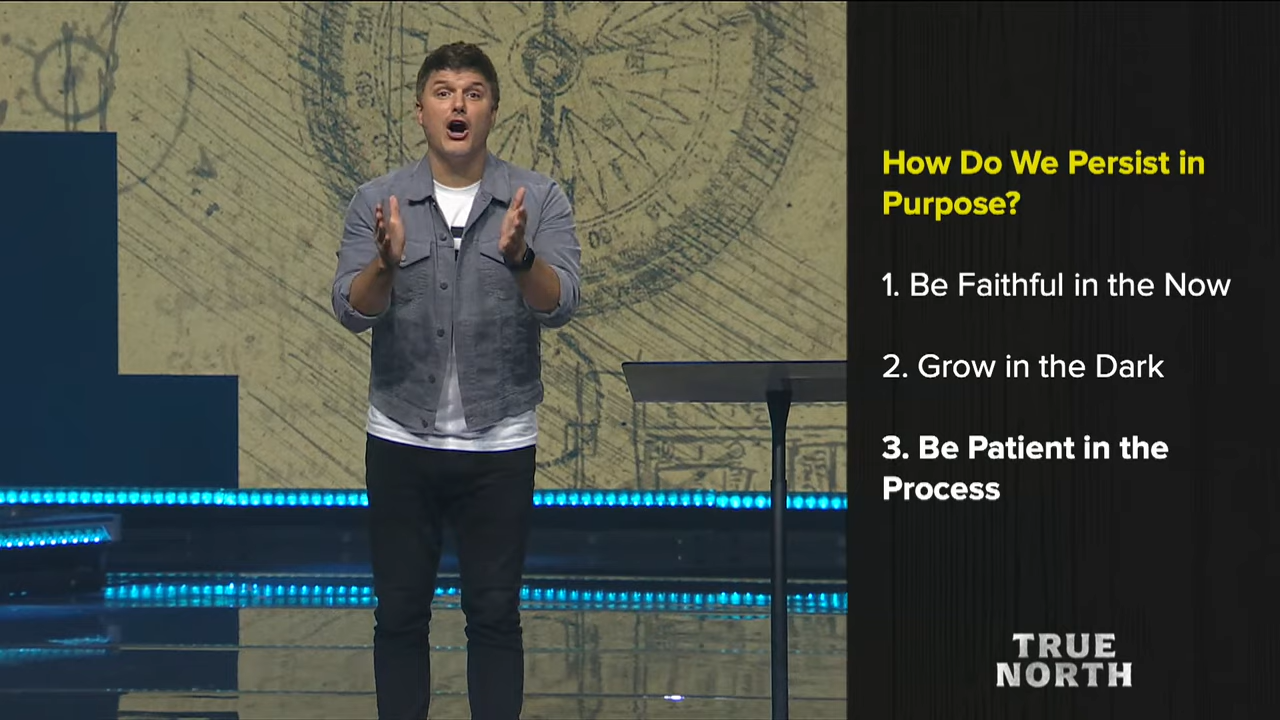 How Do We Persist in
Purpose?
1. Be Faithful in the Now
2. Grow in the Dark
3. Be Patient in the
Process
TRUE
NORTH